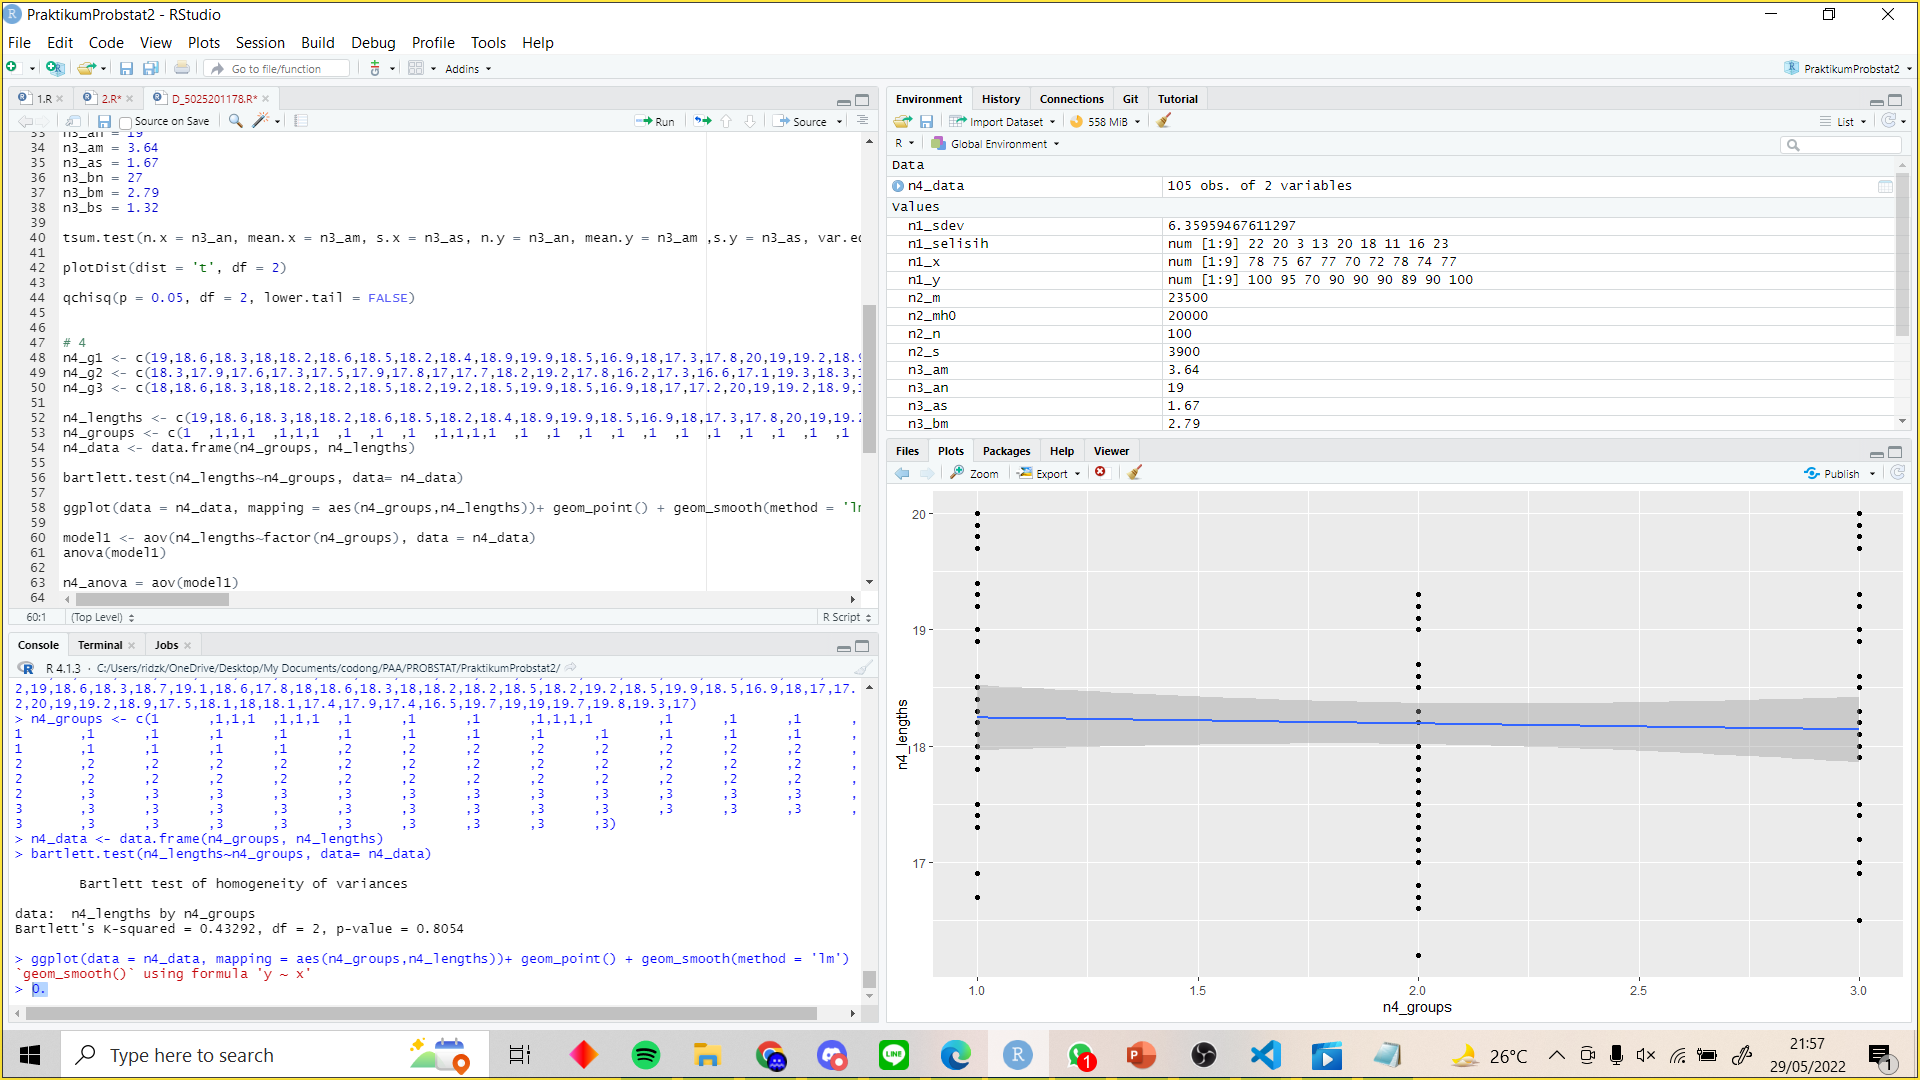 PraktikumProbstat2 - RStudio
File Edit Code View Plots Session Build Debug Profile Tools Help
Go to file/function Addins PraktikumProbstat2
1.R 2.R* D_5025201178.R*
Source on Save Run Source
33 n3_an = 19
34 n3_am = 3.64
35 n3_as = 1.67
36 n3_bn = 27
37 n3_bm = 2.79
38 n3_bs = 1.32
39
40 tsum.test(n.x = n3_an, mean.x = n3_am, s.x = n3_as, n.y = n3_an, mean.y = n3_am ,s.y = n3_as, var.e
41
42 plotDist(dist = 't', df = 2)
43
44 qchisq(p = 0.05, df = 2, lower.tail = FALSE)
45
46
47 # 4
48 n4_g1 <- c(19,18.6,18.3,18,18.2,18.6,18.5,18.2,18.4,18.9,19.9,18.5,16.9,18,17.3,17.8,20,19,19.2,18.9
49 n4_g2 <- c(18.3,17.9,17.6,17.3,17.5,17.9,17.8,17,17.7,18.2,19.2,17.8,16.2,17.3,16.6,17.1,19.3,18.3,1
50 n4_g3 <- c(18,18.6,18.3,18,18.2,18.2,18.5,18.2,19.2,18.5,19.9,18.5,16.9,18,17,17.2,20,19,19.2,18.9,1
51
52 n4_lengths <- c(19,18.6,18.3,18,18.2,18.6,18.5,18.2,18.4,18.9,19.9,18.5,16.9,18,17.3,17.8,20,19,19.2
53 n4_groups <- c(1 ,1,1,1 ,1,1,1 ,1 ,1 ,1 ,1,1,1,1 ,1 ,1 ,1 ,1 ,1 ,1 ,1 ,1 ,1 ,1 ,1
54 n4_data <- data.frame(n4_groups, n4_lengths)
55
56 bartlett.test(n4_lengths~n4_groups, data= n4_data)
57
58 ggplot(data = n4_data, mapping = aes(n4_groups,n4_lengths))+ geom_point() + geom_smooth(method = 'l
59
60 model1 <- aov(n4_lengths~factor(n4_groups), data = n4_data)
61 anova(model1)
62
63 n4_anova = aov(model1)
64
60:1 (Top Level) R Script
Console Terminal Jobs
R 4.1.3 · C:/Users/ridzk/OneDrive/Desktop/My Documents/codong/PAA/PROBSTAT/PraktikumProbstat2/
2,19,18.6,18.3,18.7,19.1,18.6,17.8,18,18.6,18.3,18,18.2,18.2,18.5,18.2,19.2,18.5,19.9,18.5,16.9,18,17,17.
2,20,19,19.2,18.9,17.5,18.1,18,18.1,17.4,17.9,17.4,16.5,19.7,19,19,19.7,19.8,19.3,17)
> n4_groups <- c(1 ,1,1,1 ,1,1,1 ,1 ,1 ,1 ,1,1,1,1 ,1 ,1 ,1 ,
1 ,1 ,1 ,1 ,1 ,1 ,1 ,1 ,1 ,1 ,1 ,1 ,1 ,
1 ,1 ,1 ,1 ,1 ,2 ,2 ,2 ,2 ,2 ,2 ,2 ,2 ,
2 ,2 ,2 ,2 ,2 ,2 ,2 ,2 ,2 ,2 ,2 ,2 ,2 ,
2 ,2 ,2 ,2 ,2 ,2 ,2 ,2 ,2 ,2 ,2 ,2 ,2 ,
2 ,3 ,3 ,3 ,3 ,3 ,3 ,3 ,3 ,3 ,3 ,3 ,3 ,
3 ,3 ,3 ,3 ,3 ,3 ,3 ,3 ,3 ,3 ,3 ,3 ,3 ,
3 ,3 ,3 ,3 ,3 ,3 ,3 ,3 ,3 ,3)
> n4_data <- data.frame(n4_groups, n4_lengths)
> bartlett.test(n4_lengths~n4_groups, data= n4_data)
Bartlett test of homogeneity of variances
data: n4_lengths by n4_groups
Bartlett's K-squared = 0.43292, df = 2, p-value = 0.8054
> ggplot(data = n4_data, mapping = aes(n4_groups,n4_lengths))+ geom_point() + geom_smooth(method = 'lm')
`geom_smooth()` using formula 'y ~ x'
> 0.
Environment History Connections Git Tutorial
Import Dataset 558 MiB List
R Global Environment
Data
n4_data 105 obs. of 2 variables
Values
n1_sdev 6.35959467611297
n1_selisih num [1:9] 22 20 3 13 20 18 11 16 23
n1_x num [1:9] 78 75 67 77 70 72 78 74 77
n1_y num [1:9] 100 95 70 90 90 90 89 90 100
n2_m 23500
n2_mh0 20000
n2_n 100
n2_s 3900
n3_am 3.64
n3_an 19
n3_as 1.67
n3_bm 2.79
Files Plots Packages Help Viewer
Zoom Export Publish
20
19
18
17
n4_lengths
1.0 1.5 2.0 2.5 3.0
n4_groups
Type here to search
1
26°C
21:57
29/05/2022
1